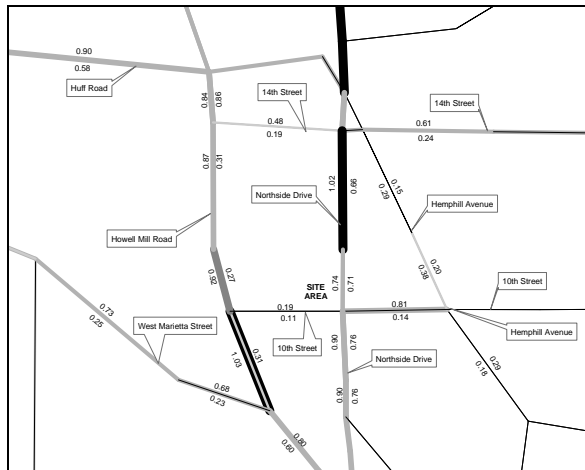 0.90
0.58
Huff Road
0.84
0.86
14th Street
0.48
0.19
14th Street
0.61
0.24
0.87
0.31
1.02
0.66
0.15
0.29
Northside Drive
Hemphill Avenue
Howell Mill Road
0.20
0.38
0.27
0.92
0.74
0.71
SITE
AREA
10th Street
0.73
0.25
West Marietta Street
0.19
0.11
10th Street
0.81
0.14
Hemphill Avenue
0.31
1.03
0.90
0.76
Northside Drive
0.29
0.18
0.68
0.23
0.90
0.76
0.80
0.60